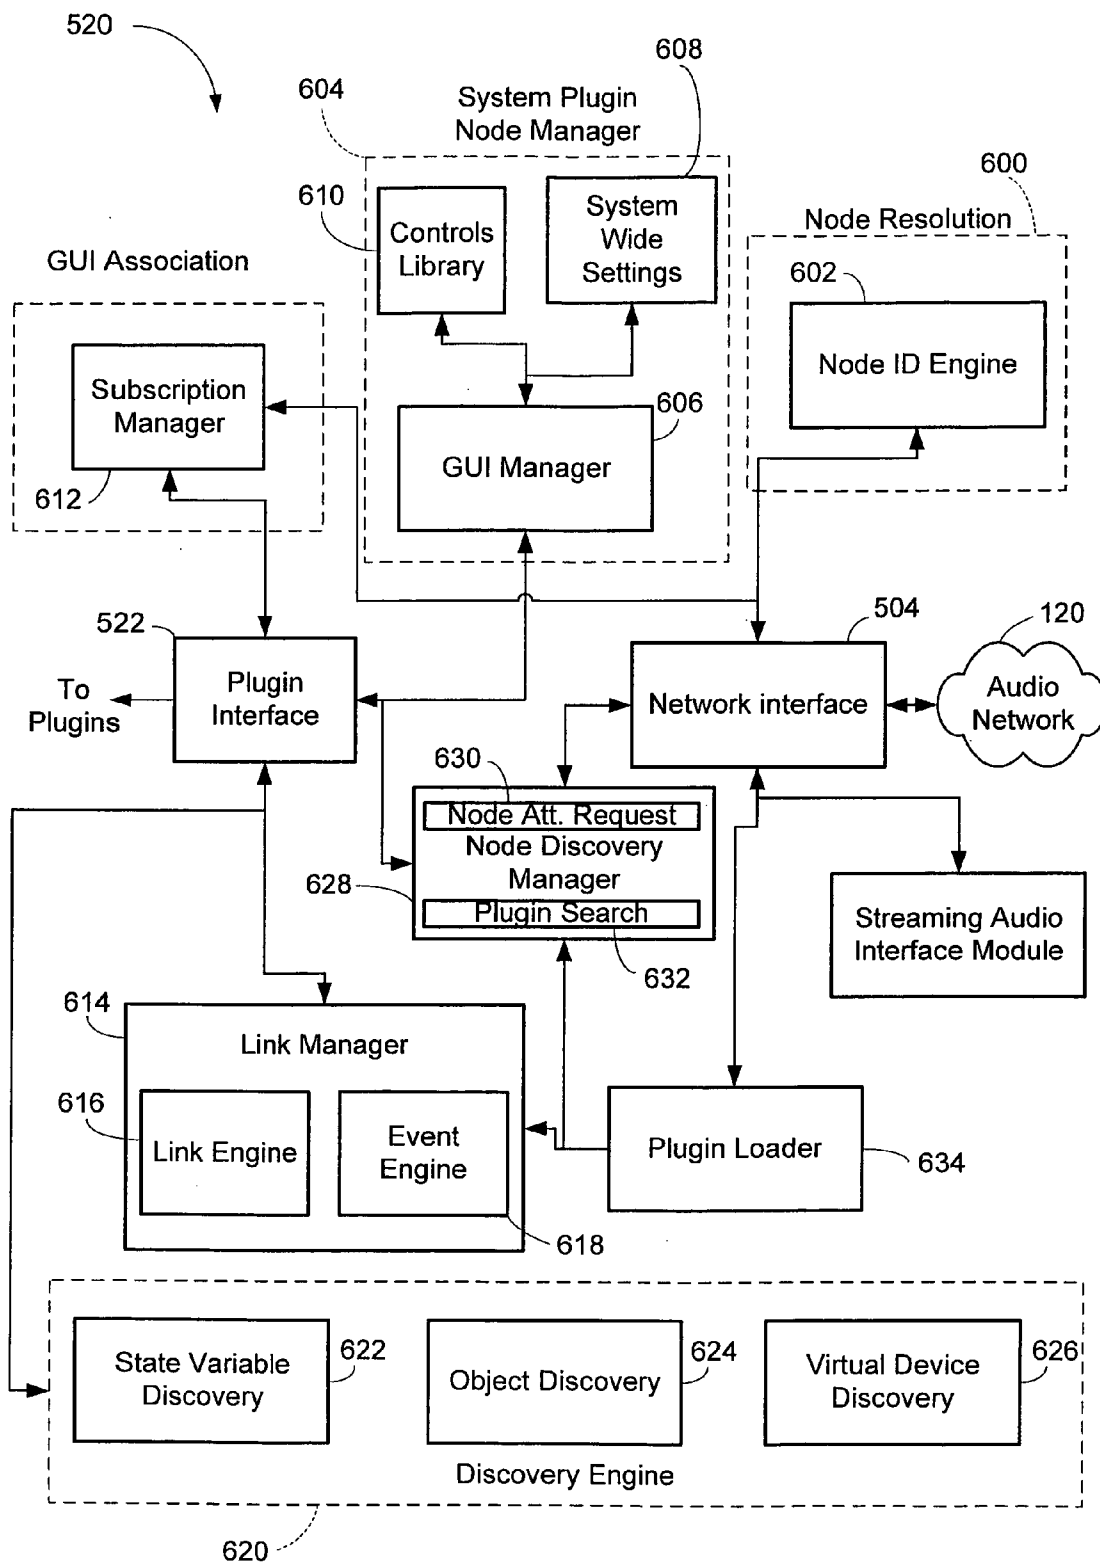 520
608
System Plugin
Node Manager
604
600
610
Controls
Library
System
Wide
Settings
Node Resolution
GUI Association
602
Node ID Engine
Subscription
Manager
606
GUI Manager
612
522
504
120
Plugin
Interface
To
Plugins
Network interface
Audio
Network
630
Node Att. Request
Node Discovery
Manager
628
Plugin Search
632
Streaming Audio
Interface Module
614
Link Manager
616
Link Engine
Event
Engine
Plugin Loader
634
618
State Variable
Discovery
622
Object Discovery
624
Virtual Device
Discovery
626
Discovery Engine
620